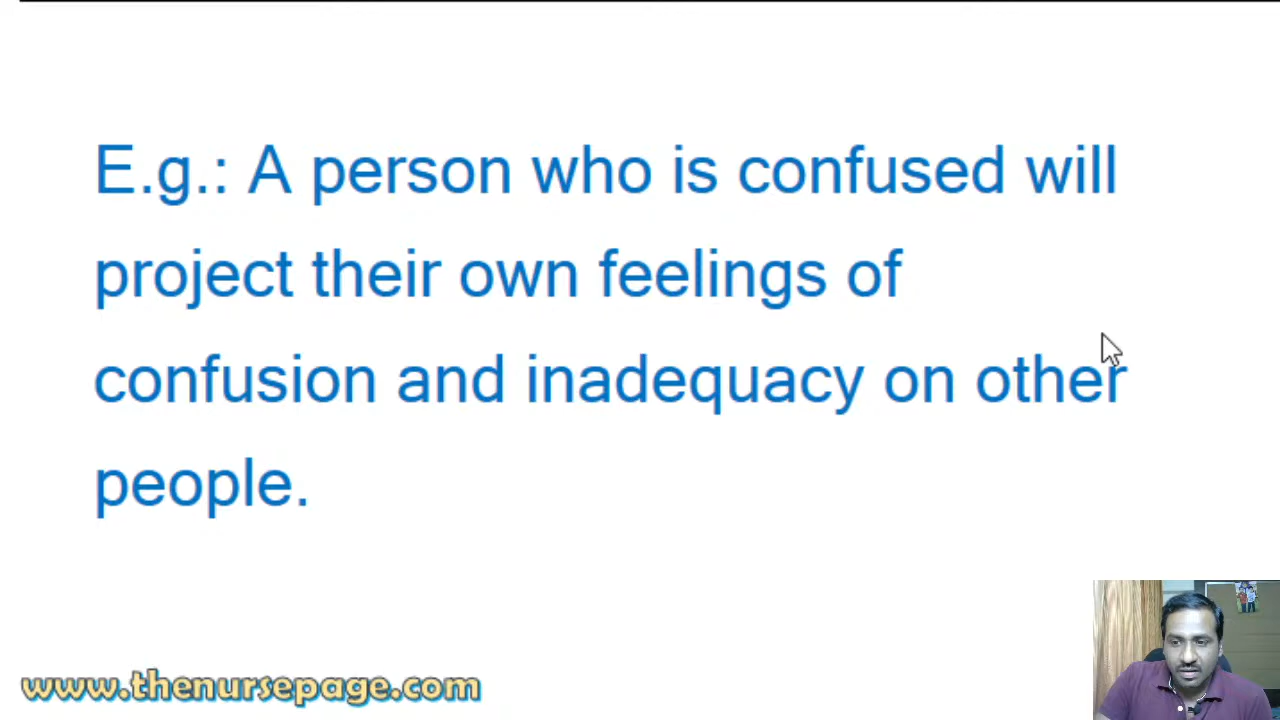 E.g.: A person who is confused will
project their own feelings of
confusion and inadequacy on other
people.
www.thenursepage.com